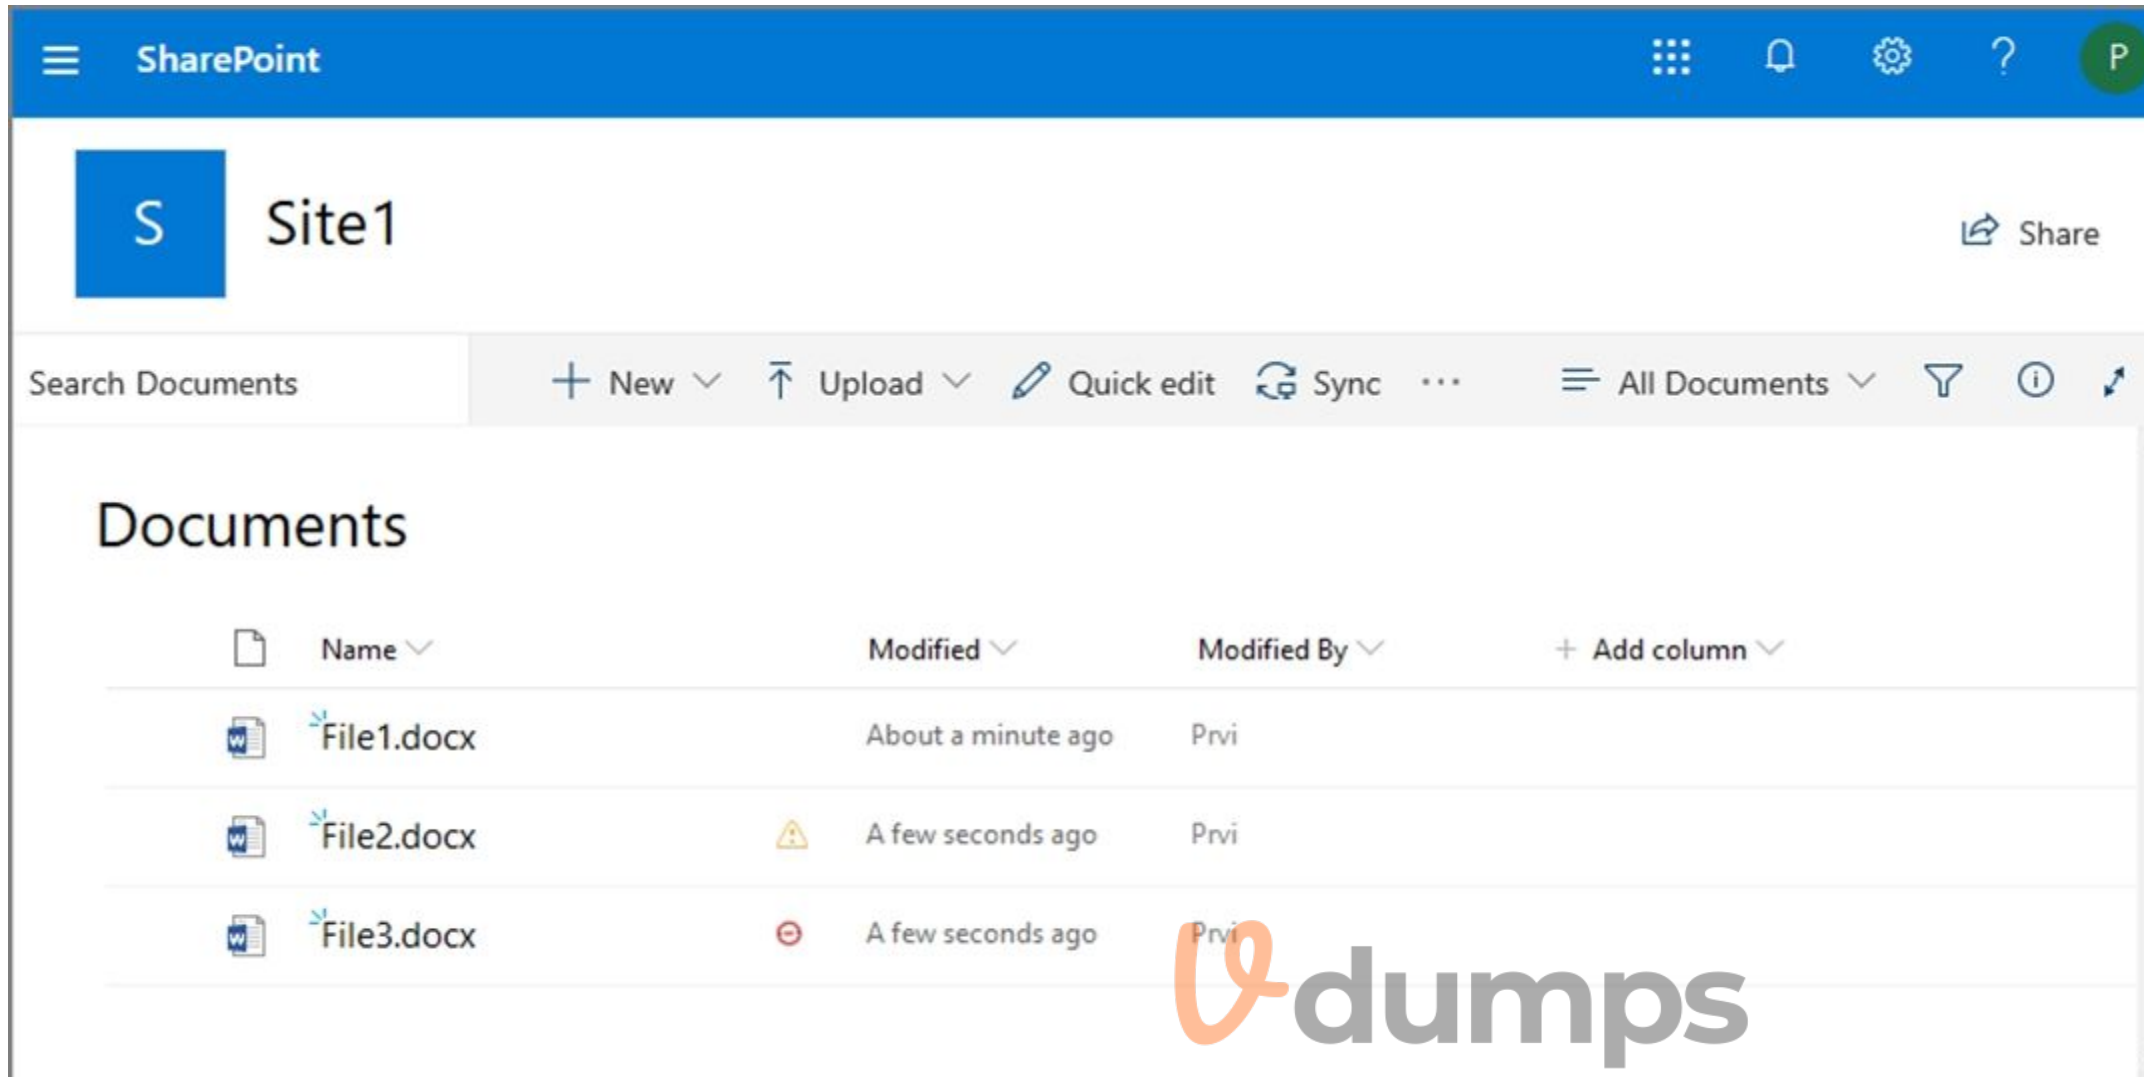 SharePoint
?
P
S
Site1
Share
Search Documents
+ New
Upload
Quick edit
Sync
...
All Documents
Documents
Name
Modified
Modified By
+ Add column
File1.docx
About a minute ago
Prvi
File2.docx
A few seconds ago
Prvi
File3.docx
A few seconds ago
Prvi
Vdumps